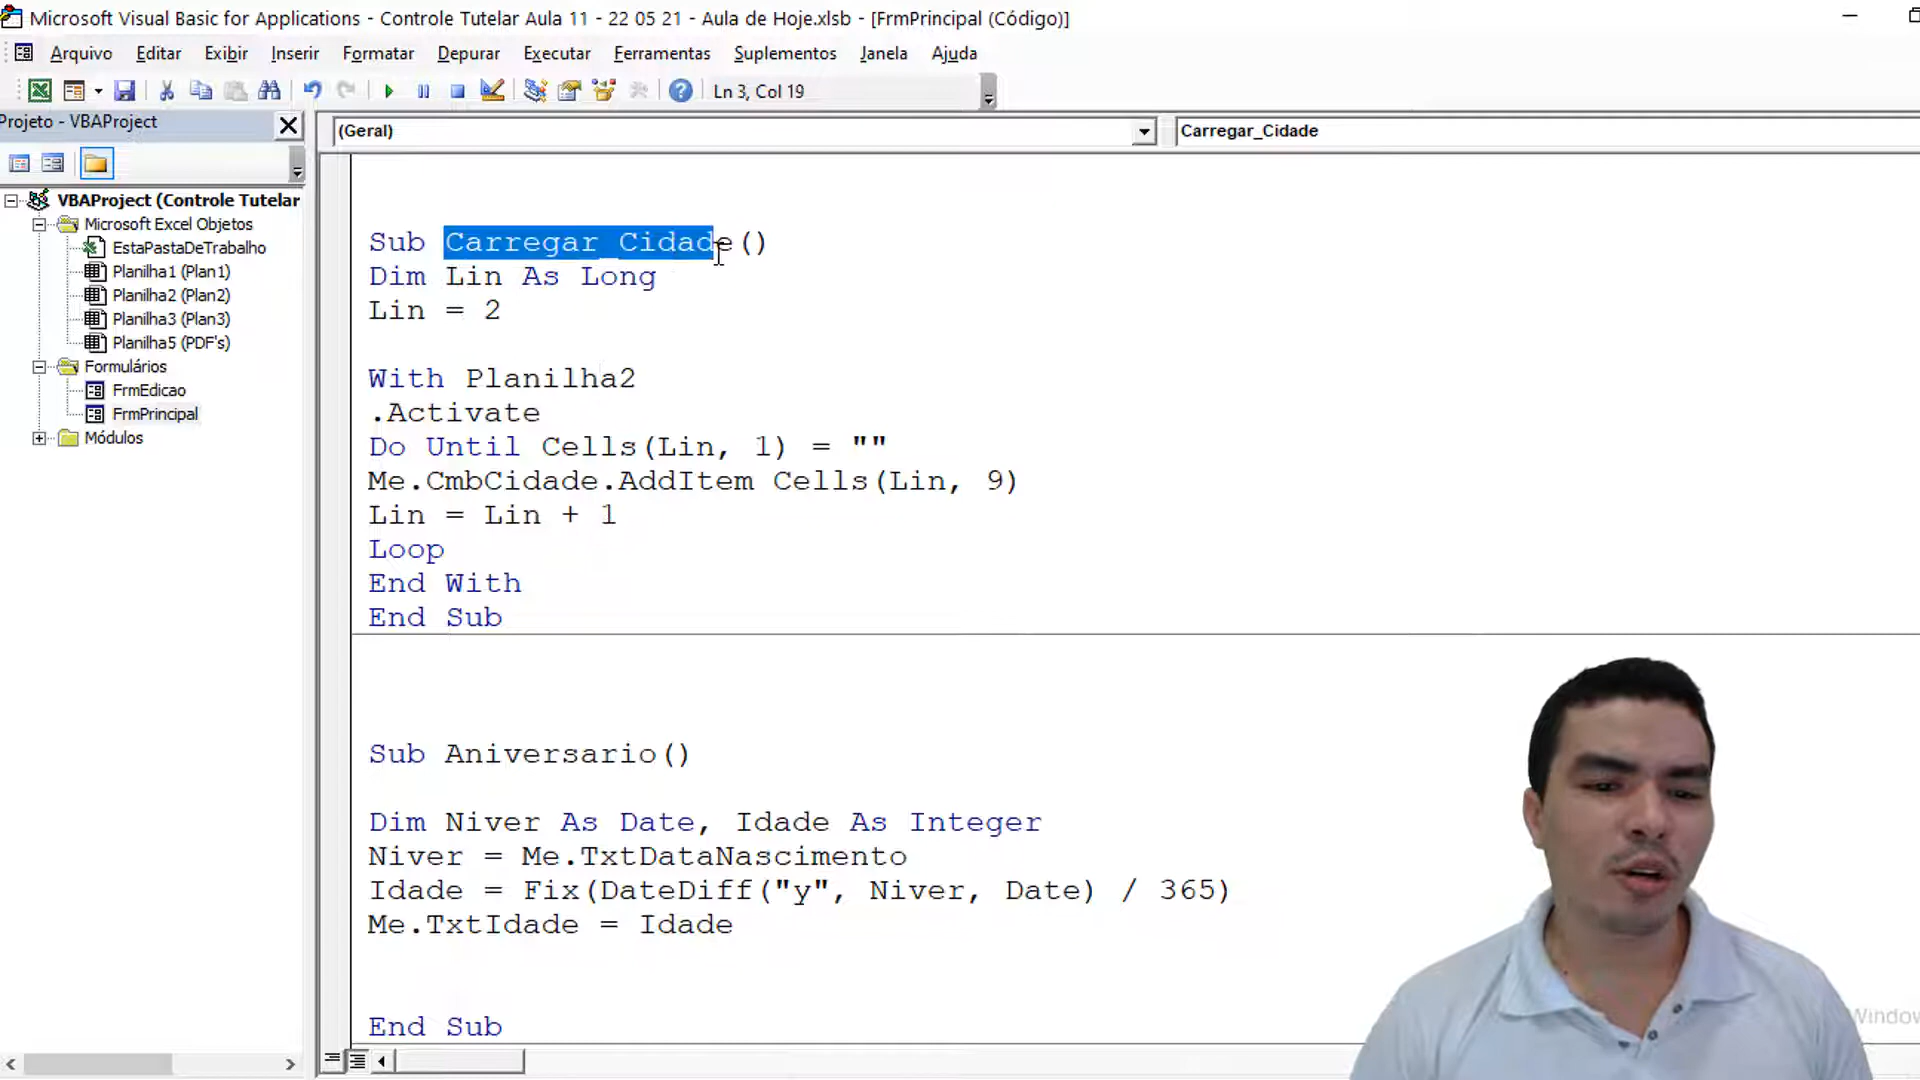 Microsoft Visual Basic for Applications - Controle Tutelar Aula 11 - 22 05 21 - Aula de Hoje.xlsb - [FrmPrincipal (Código)]
Arquivo Editar Exibir Inserir Formatar Depurar Executar Ferramentas Suplementos Janela Ajuda
Ln 3, Col 19
Projeto - VBAProject
(Geral)
Carregar_Cidade
VBAProject (Controle Tutelar
Microsoft Excel Objetos
EstaPastaDeTrabalho
Planilha1 (Plan1)
Planilha2 (Plan2)
Planilha3 (Plan3)
Planilha5 (PDF's)
Formulários
FrmEdicao
FrmPrincipal
Módulos
Sub Carregar_Cidade()
Dim Lin As Long
Lin = 2
With Planilha2
.Activate
Do Until Cells(Lin, 1) = ""
Me.CmbCidade.AddItem Cells(Lin, 9)
Lin = Lin + 1
Loop
End With
End Sub
Sub Aniversario()
Dim Niver As Date, Idade As Integer
Niver = Me.TxtDataNascimento
Idade = Fix(DateDiff("y", Niver, Date) / 365)
Me.TxtIdade = Idade
End Sub
Window